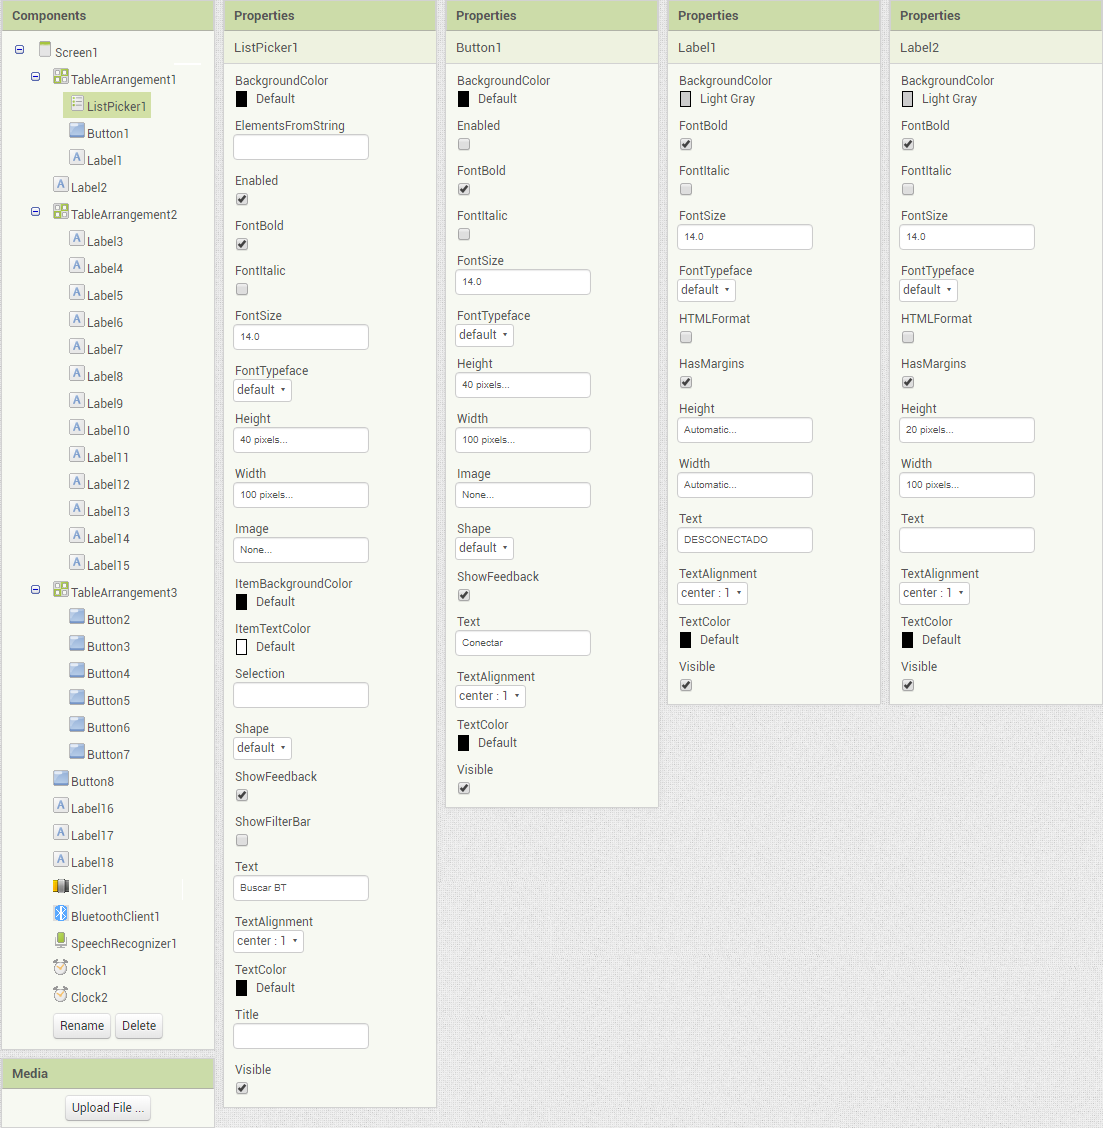 Components
Screen1
TableArrangement1
ListPicker1
Button1
Label1
Label2
TableArrangement2
Label3
Label4
Label5
Label6
Label7
Label8
Label9
Label10
Label11
Label12
Label13
Label14
Label15
TableArrangement3
Button2
Button3
Button4
Button5
Button6
Button7
Button8
Label16
Label17
Label18
Slider1
BluetoothClient1
SpeechRecognizer1
Clock1
Clock2
Rename Delete
Media
Upload File ...
Properties
ListPicker1
BackgroundColor
Default
ElementsFromString
Enabled
FontBold
FontItalic
FontSize
14.0
FontTypeface
default
Height
40 pixels...
Width
100 pixels...
Image
None...
ItemBackgroundColor
Default
ItemTextColor
Default
Selection
Shape
default
ShowFeedback
ShowFilterBar
Text
Buscar BT
TextAlignment
center : 1
TextColor
Default
Title
Visible
Properties
Button1
BackgroundColor
Default
Enabled
FontBold
FontItalic
FontSize
14.0
FontTypeface
default
Height
40 pixels...
Width
100 pixels...
Image
None...
Shape
default
ShowFeedback
Text
Conectar
TextAlignment
center : 1
TextColor
Default
Visible
Properties
Label1
BackgroundColor
Light Gray
FontBold
FontItalic
FontSize
14.0
FontTypeface
default
HTMLFormat
HasMargins
Height
Automatic...
Width
Automatic...
Text
DESCONECTADO
TextAlignment
center : 1
TextColor
Default
Visible
Properties
Label2
BackgroundColor
Light Gray
FontBold
FontItalic
FontSize
14.0
FontTypeface
default
HTMLFormat
HasMargins
Height
20 pixels...
Width
100 pixels...
Text
TextAlignment
center : 1
TextColor
Default
Visible